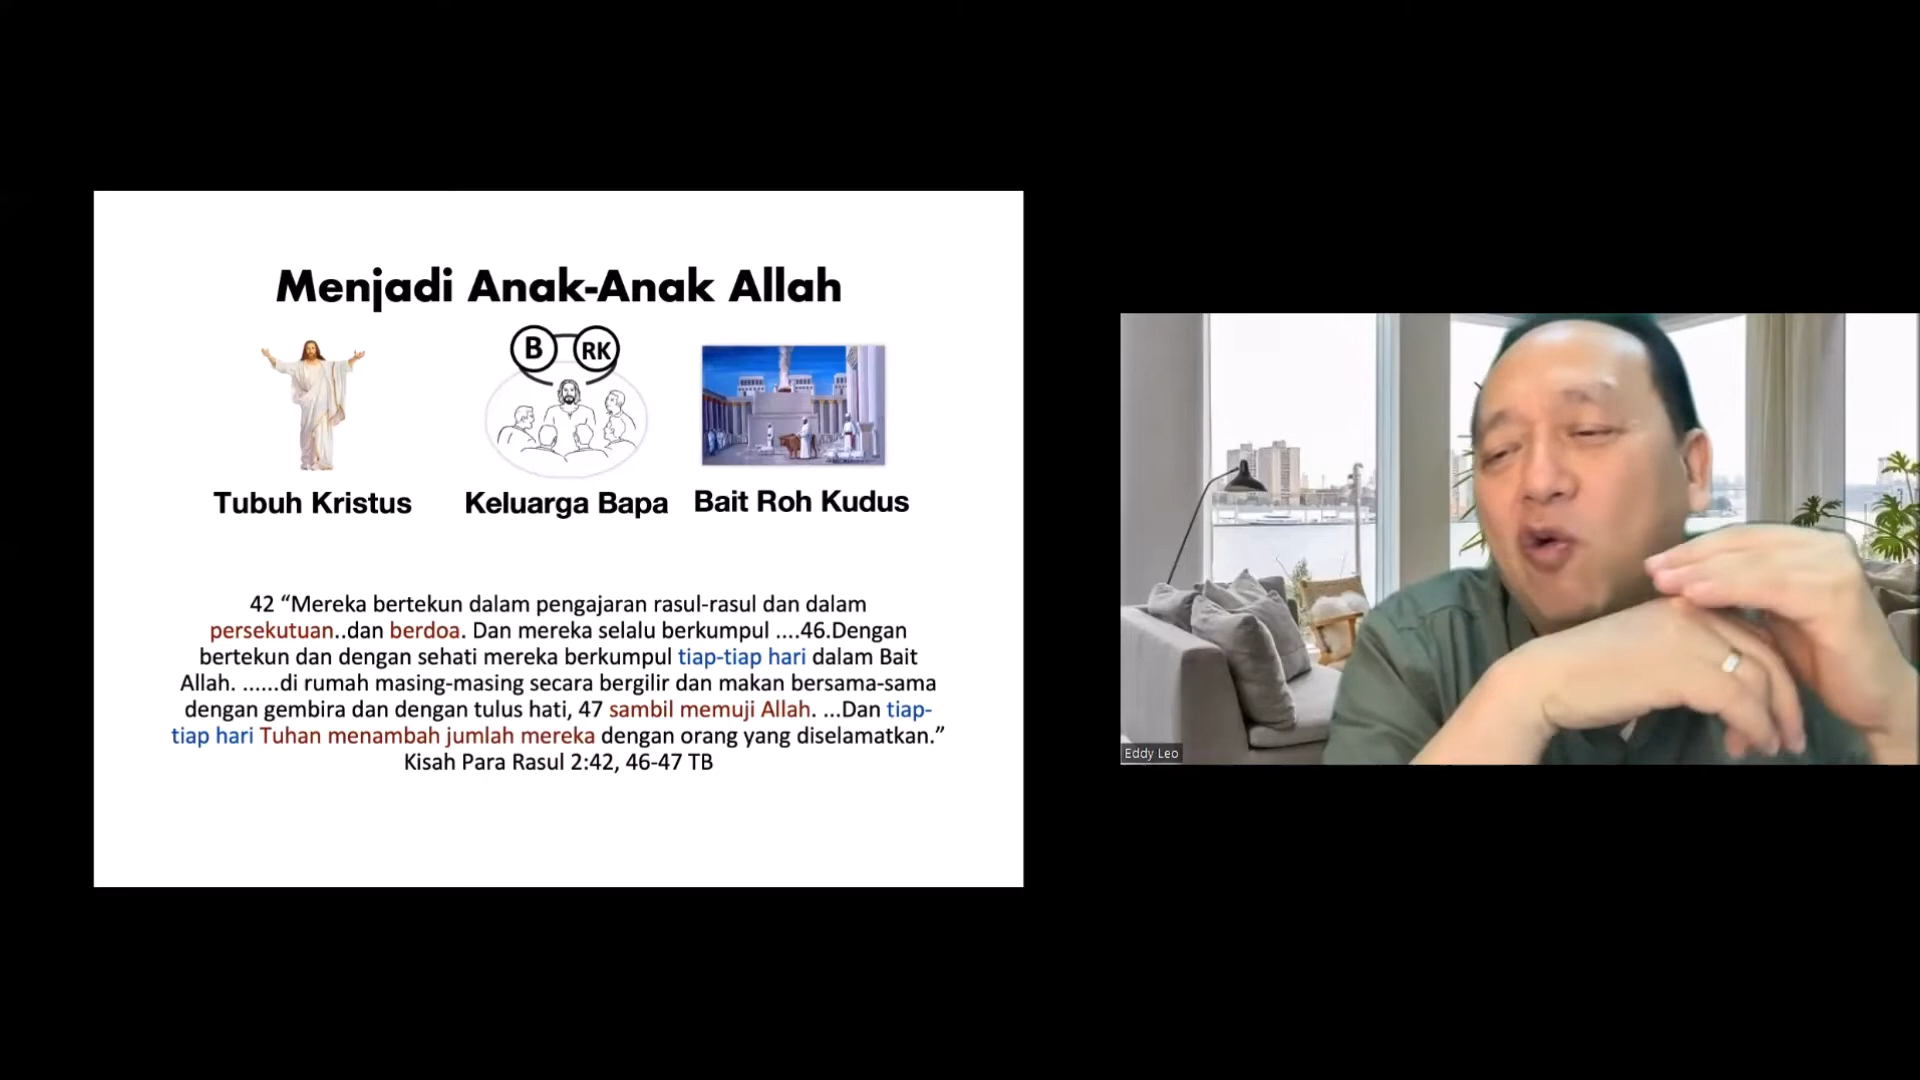 Menjadi Anak-Anak Allah
B
RK
Tubuh Kristus
Keluarga Bapa
Bait Roh Kudus
42 “Mereka bertekun dalam pengajaran rasul-rasul dan dalam
persekutuan..dan berdoa. Dan mereka selalu berkumpul ....46.Dengan
bertekun dan dengan sehati mereka berkumpul tiap-tiap hari dalam Bait
Allah. ......di rumah masing-masing secara bergilir dan makan bersama-sama
dengan gembira dan dengan tulus hati, 47 sambil memuji Allah. ...Dan tiap-
tiap hari Tuhan menambah jumlah mereka dengan orang yang diselamatkan.”
Kisah Para Rasul 2:42, 46-47 TB
Eddy Leo